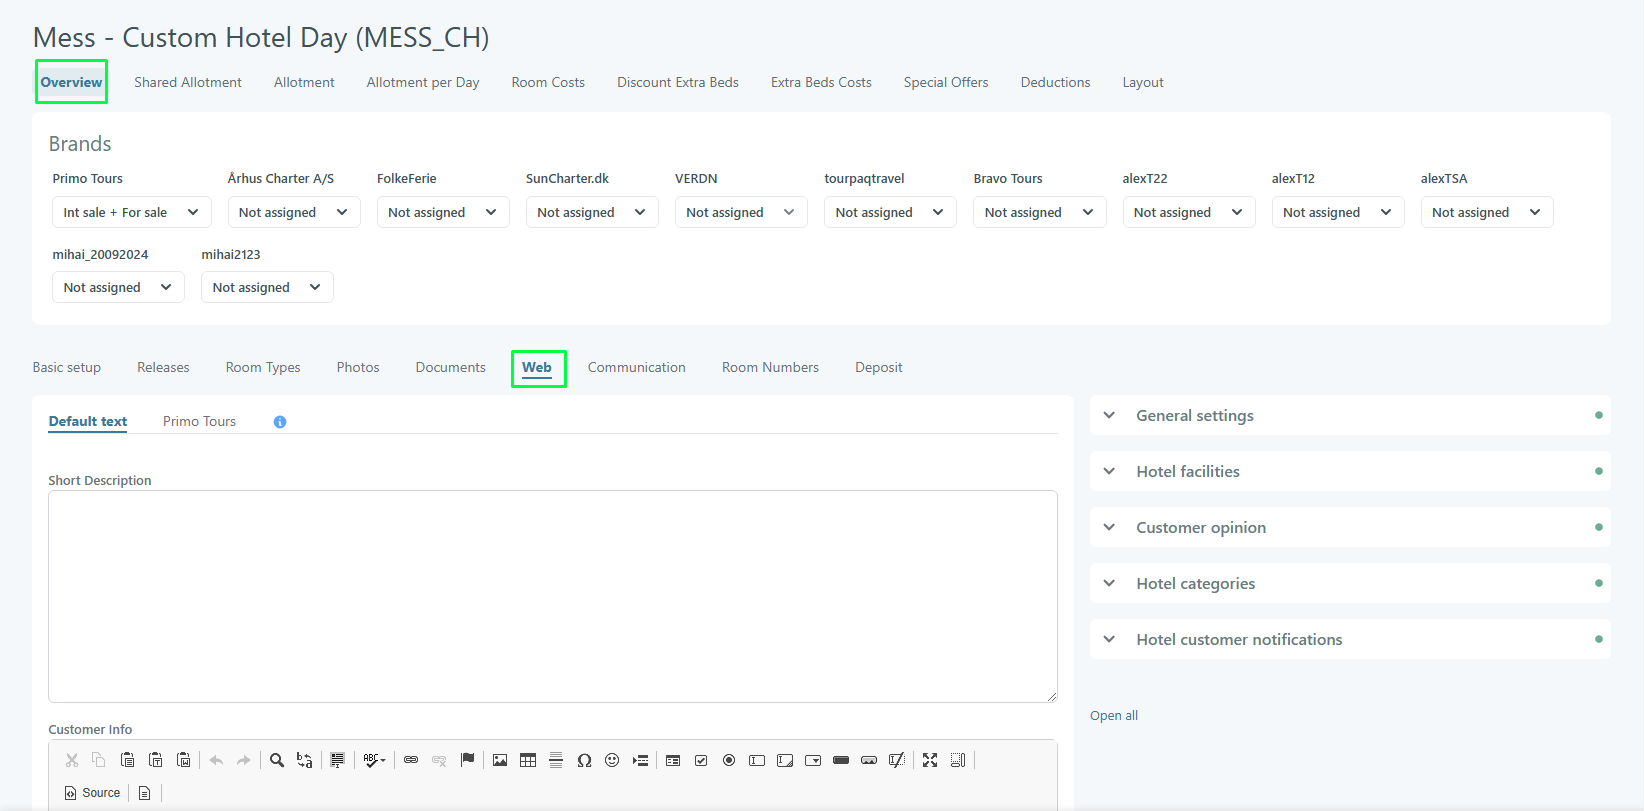 Mess - Custom Hotel Day (MESS_CH)
Overview Shared Allotment Allotment Allotment per Day Room Costs Discount Extra Beds Extra Beds Costs Special Offers Deductions Layout
Brands
Primo Tours Århus Charter A/S FolkeFerie SunCharter.dk VERDN tourpaqtravel Bravo Tours alexT22 alexT12 alexTSA
Int sale + For sale Not assigned Not assigned Not assigned Not assigned Not assigned Not assigned Not assigned Not assigned Not assigned
mihai_20092024 mihai2123
Not assigned Not assigned
Basic setup Releases Room Types Photos Documents Web Communication Room Numbers Deposit
Default text Primo Tours
General settings
Hotel facilities
Customer opinion
Hotel categories
Hotel customer notifications
Open all
Short Description
Customer Info
Source